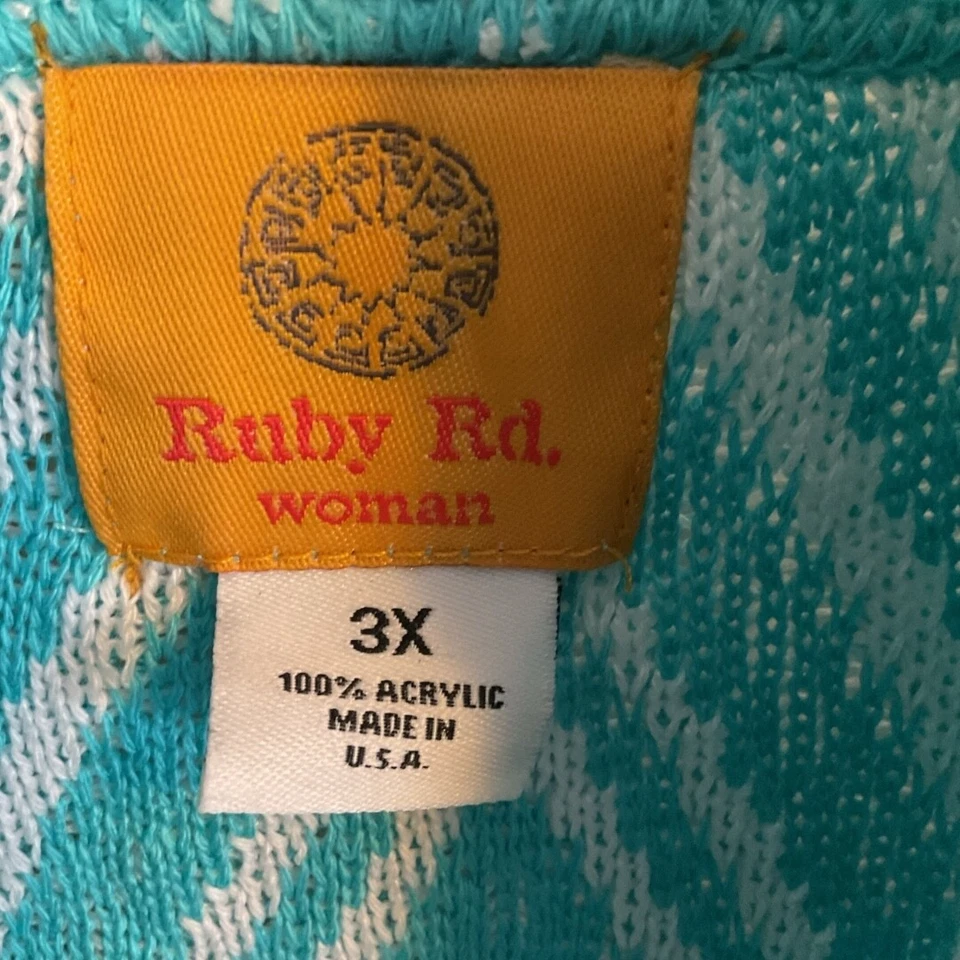 Ruby Rd.
woman
3X
100% ACRYLIC
MADE IN
U.S.A.